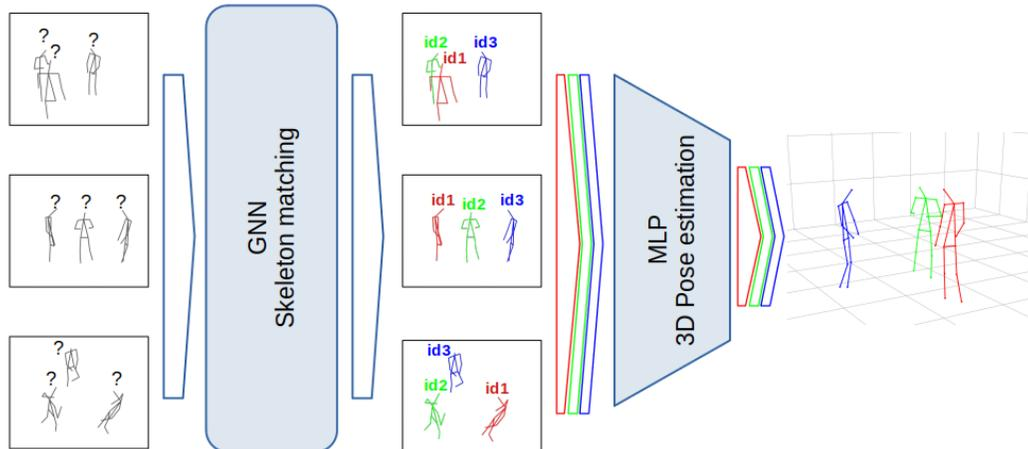 ? ? ?
? ? ?
? ? ?
GNN
Skeleton matching
id2 id1 id3
id1 id2 id3
id3
id2 id1
MLP
3D Pose estimation